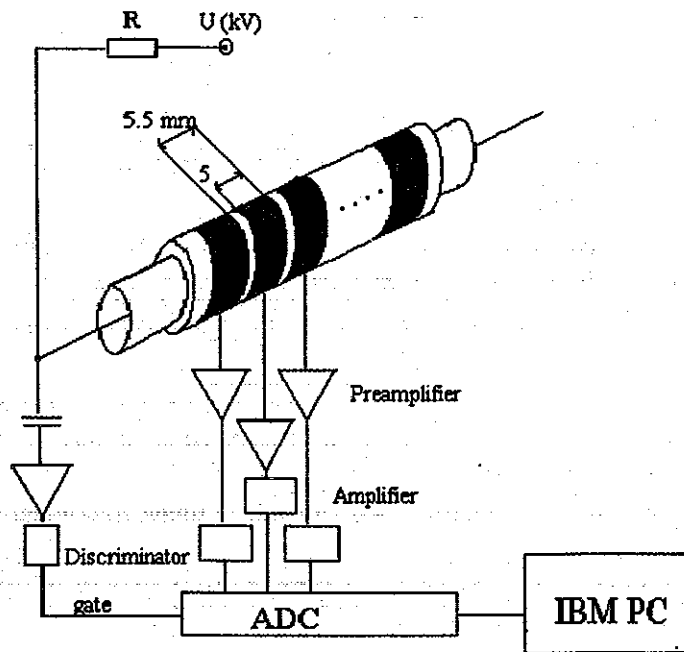 R
U (kV)
5.5 mm
5
Preamplifier
Amplifier
Discriminator
gate
ADC
IBM PC